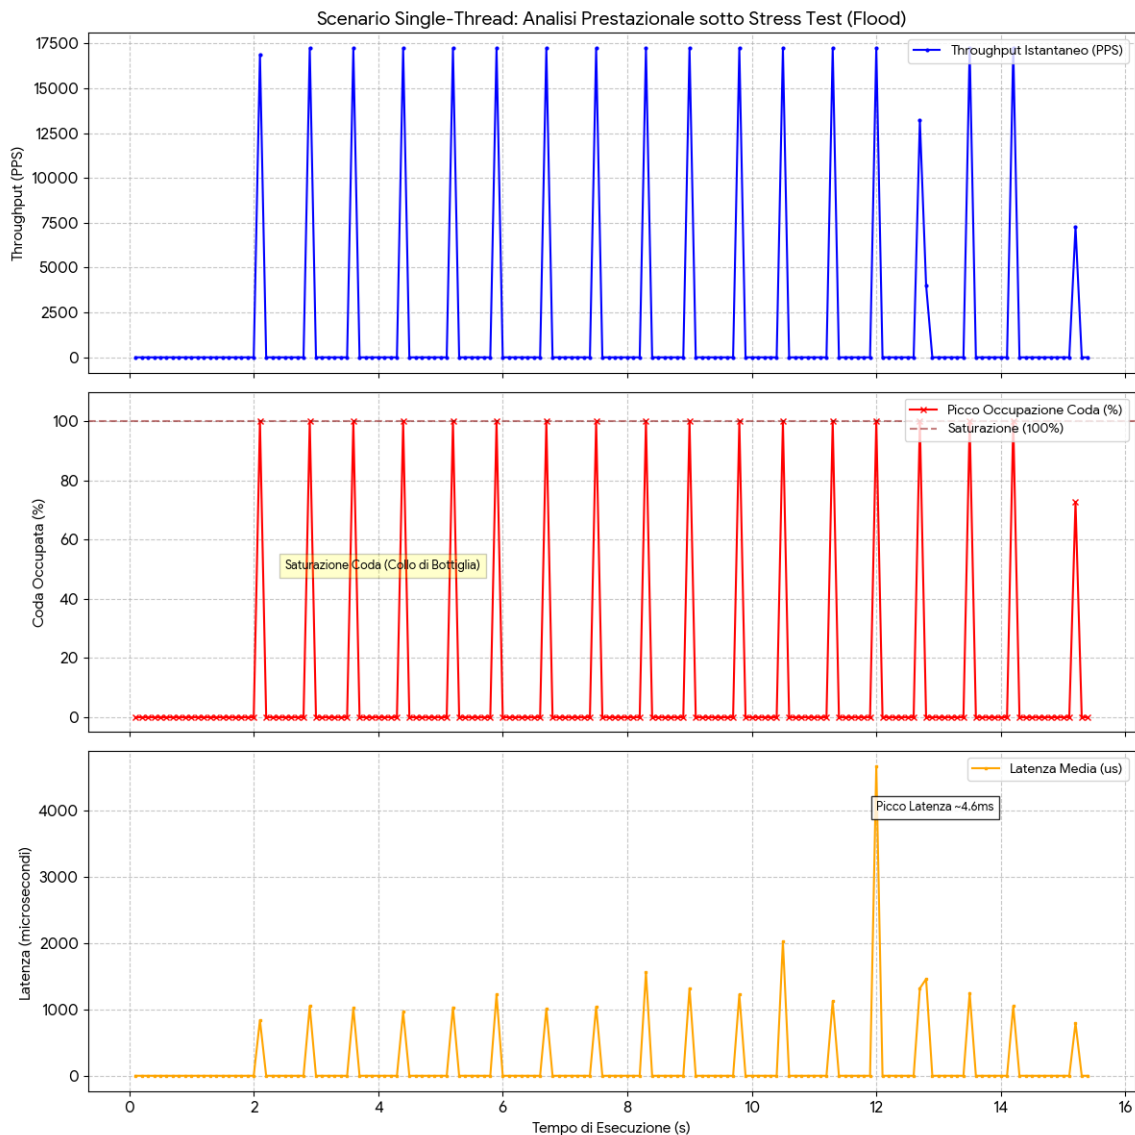 Scenario Single-Thread: Analisi Prestazionale sotto Stress Test (Flood)
17500
15000
12500
10000
7500
5000
2500
0
Throughput (PPS)
Throughput Istantaneo (PPS)
100
80
60
40
20
0
Coda Occupata (%)
Picco Occupazione Coda (%)
Saturazione (100%)
Saturazione Coda (Collo di Bottiglia)
4000
3000
2000
1000
0
Latenza (microsecondi)
Latenza Media (us)
Picco Latenza ~4.6ms
0 2 4 6 8 10 12 14 16
Tempo di Esecuzione (s)